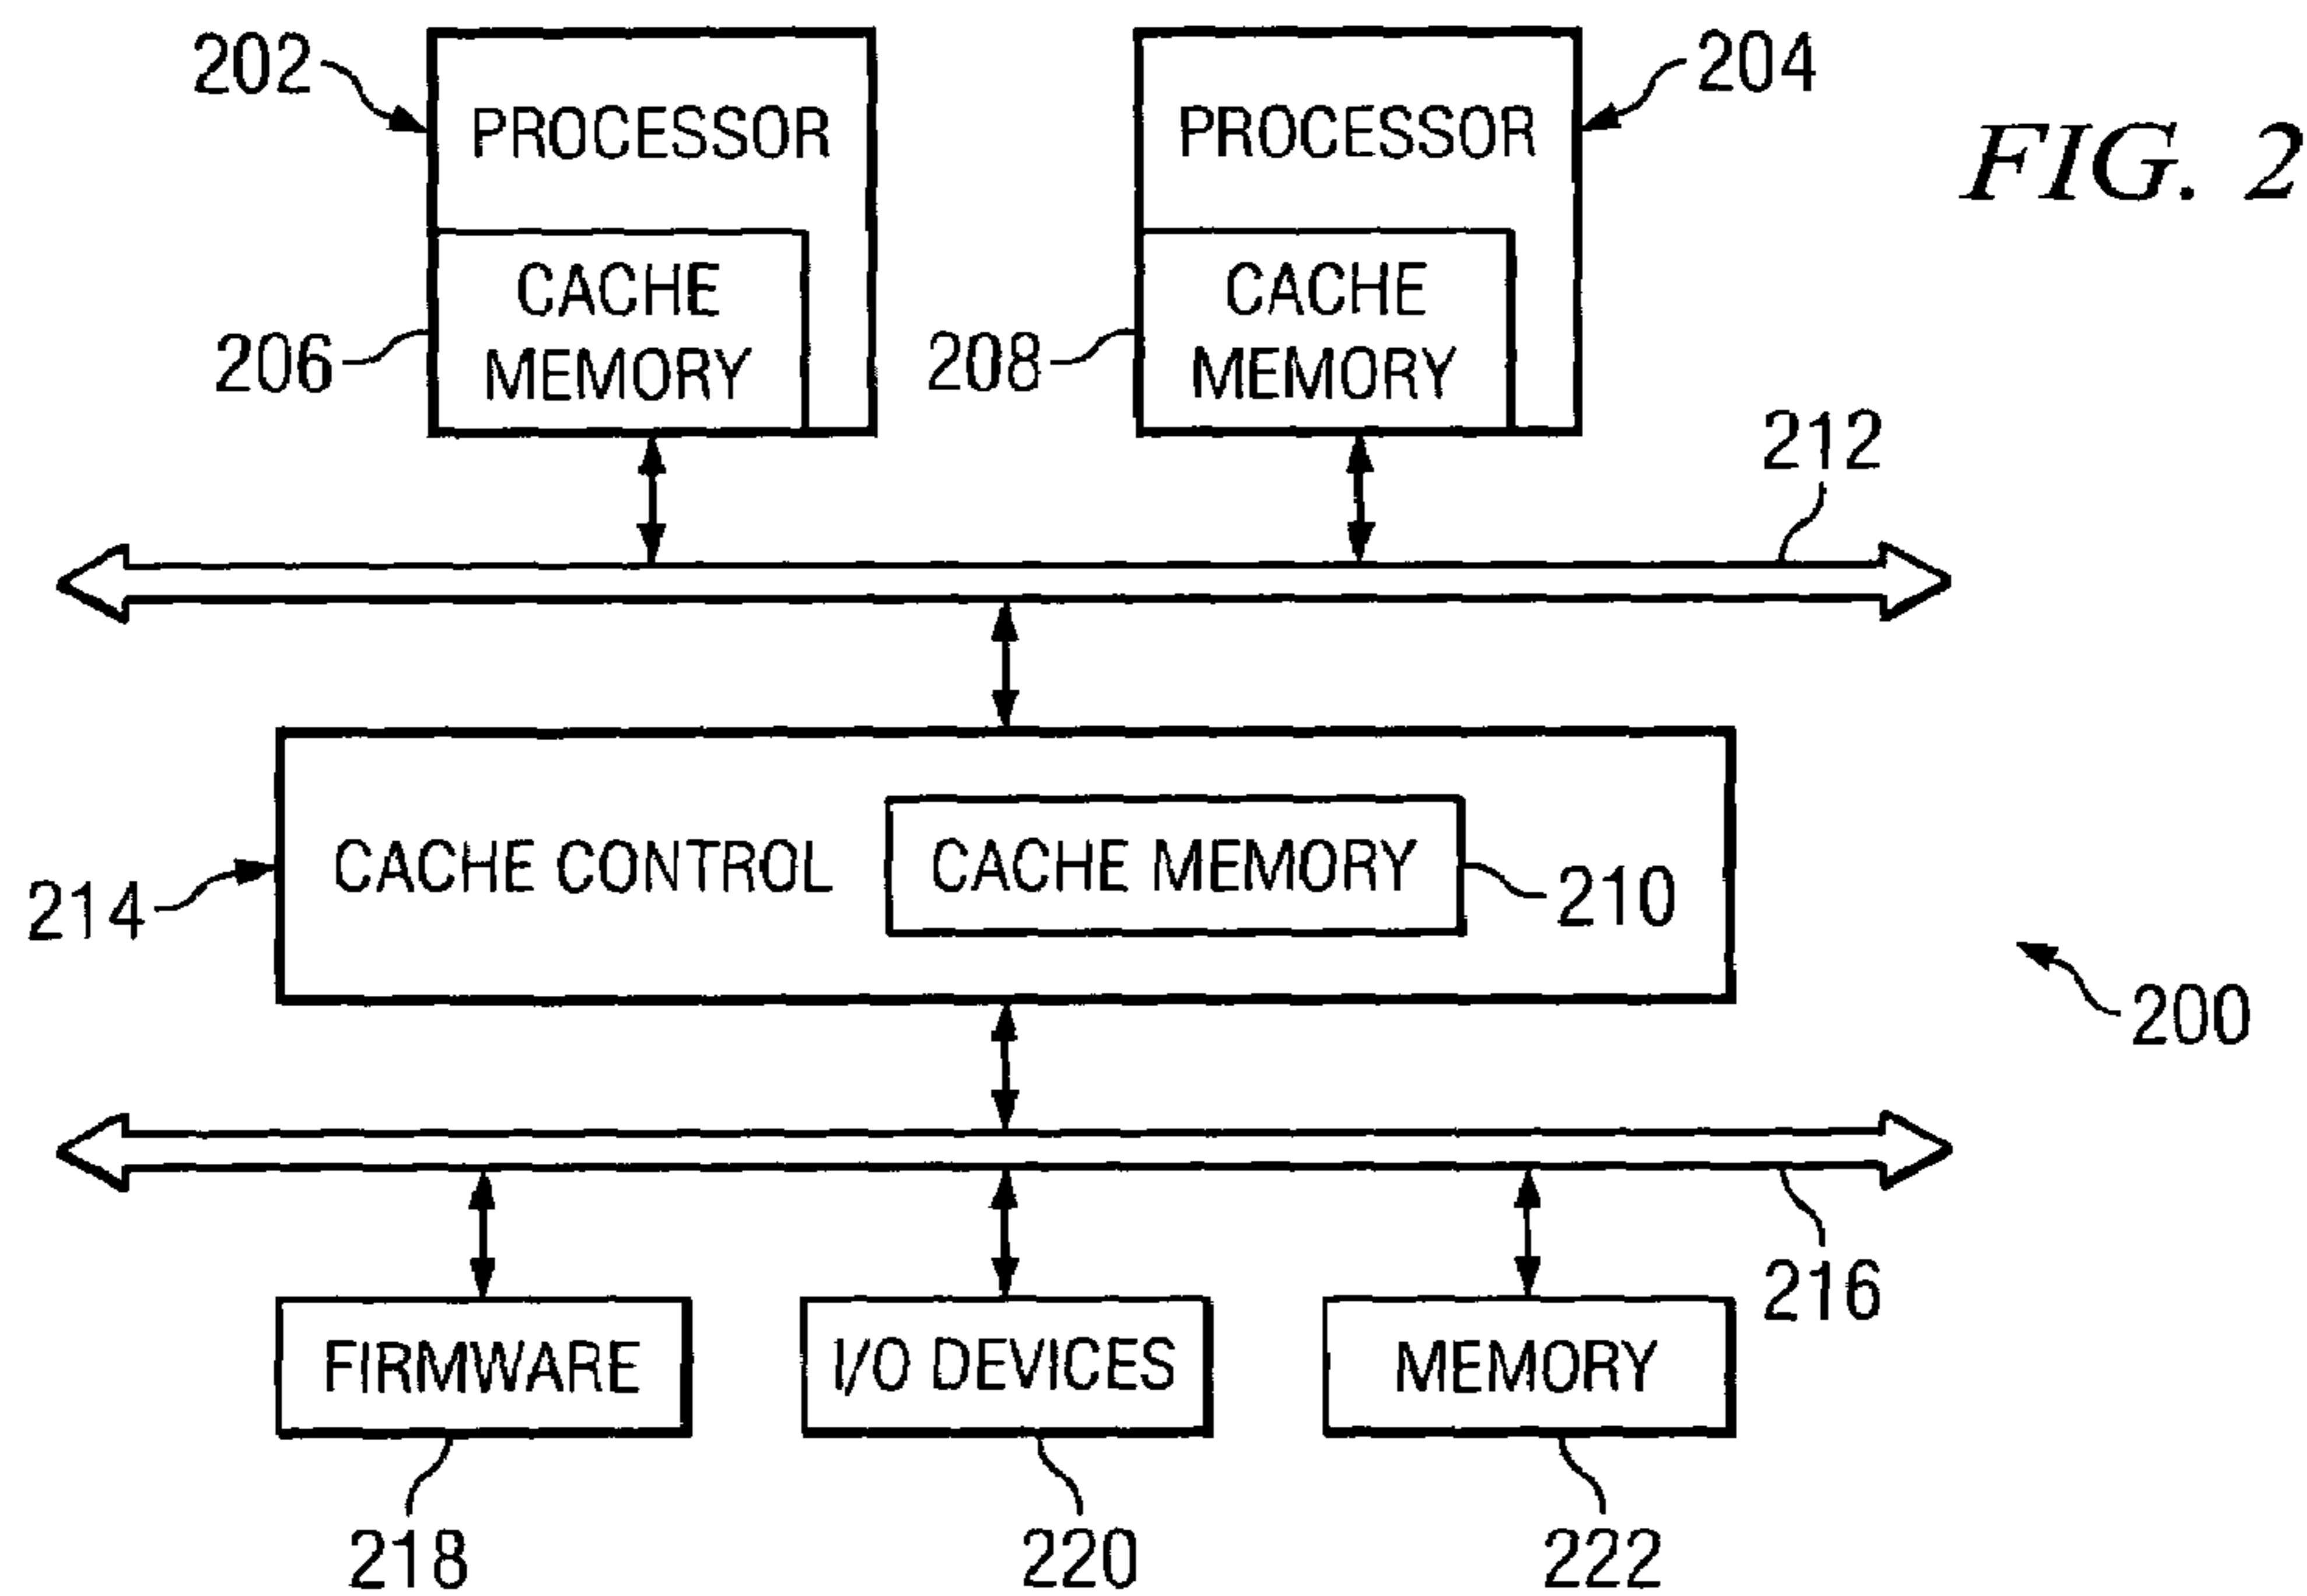 202
PROCESSOR
PROCESSOR
204
FIG. 2
CACHE
MEMORY
206
CACHE
MEMORY
208
212
CACHE CONTROL
CACHE MEMORY
214
210
200
216
FIRMWARE
I/O DEVICES
MEMORY
218
220
222